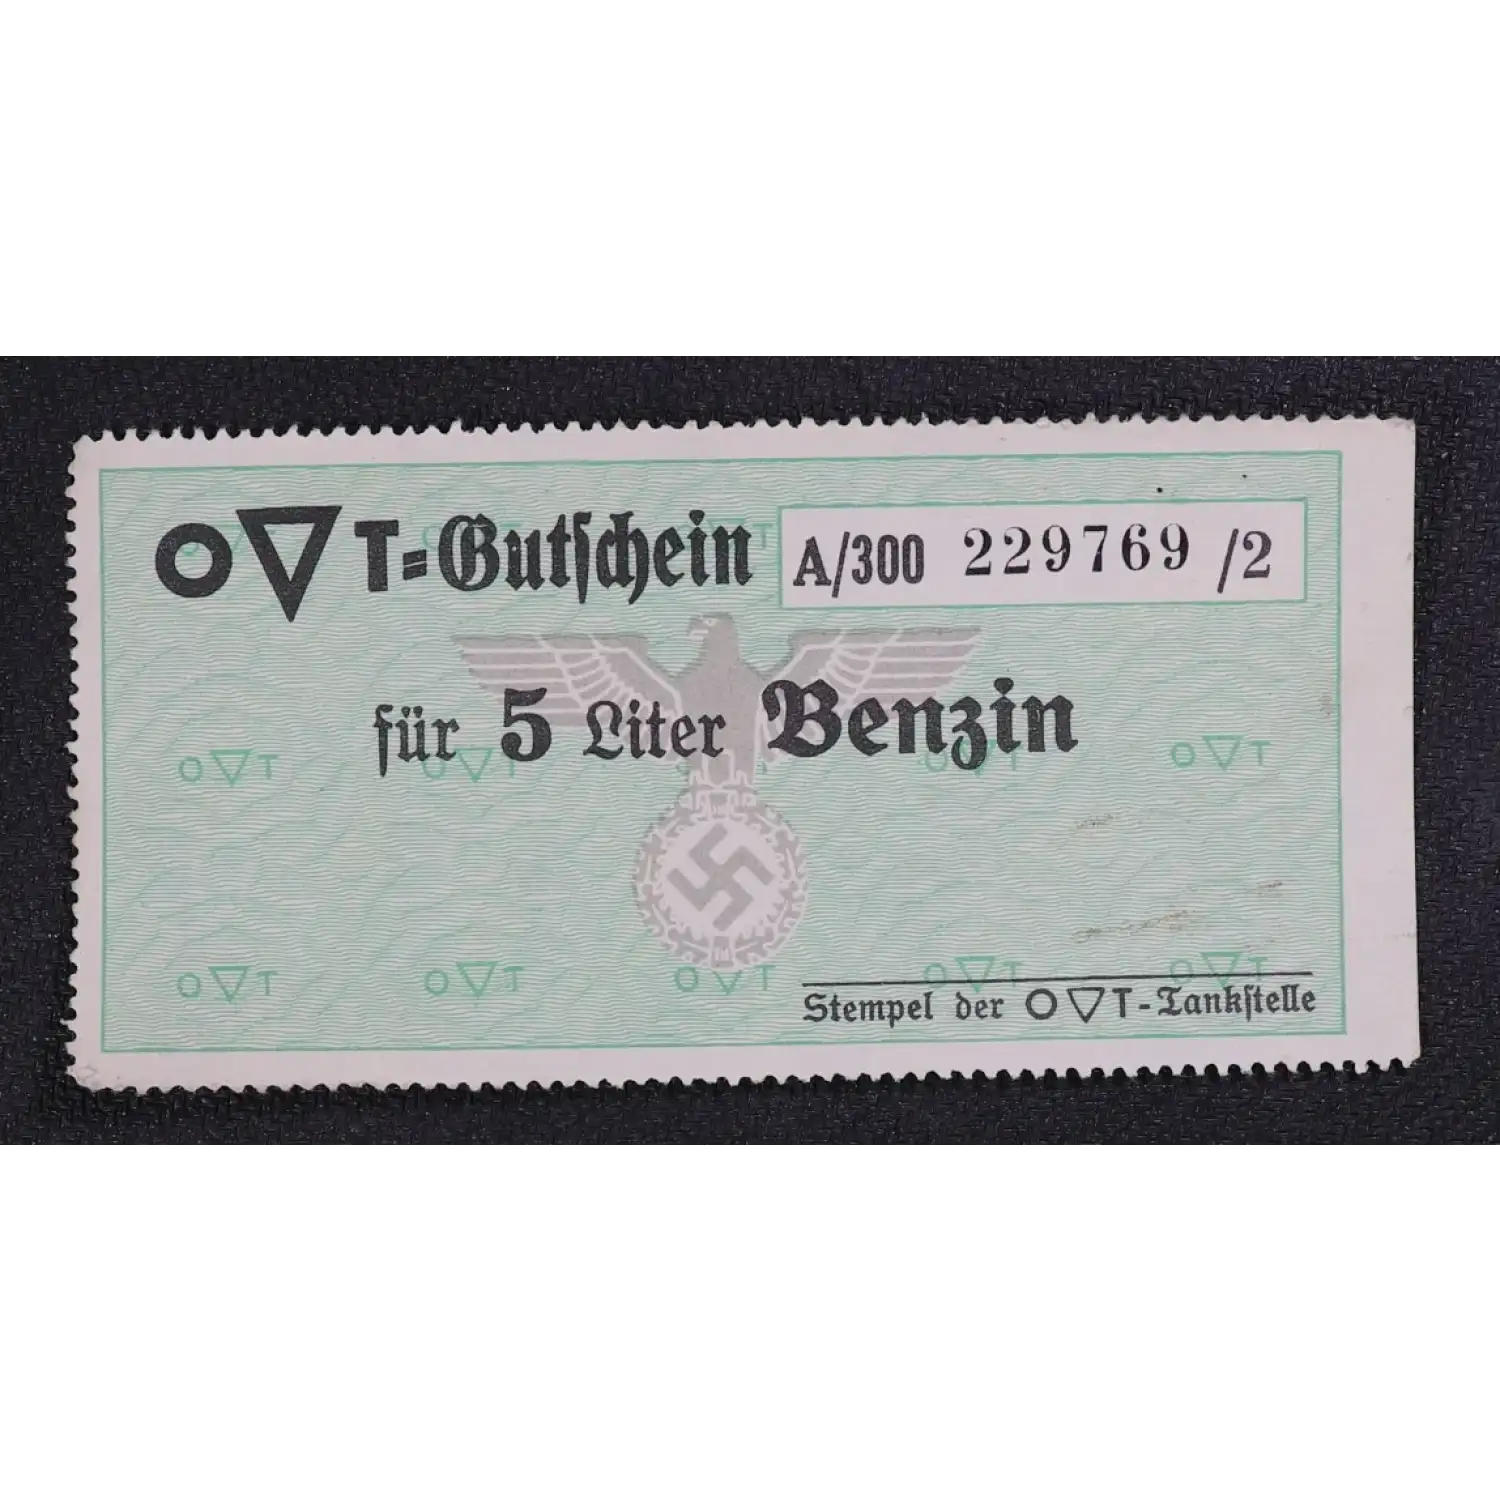 O▽T=Gutschein A/300 229769 /2
für 5 Liter Benzin
O▽T O▽T O▽T O▽T
O▽T O▽T O▽T O▽T O▽T
Stempel der O▽T-Tankstelle